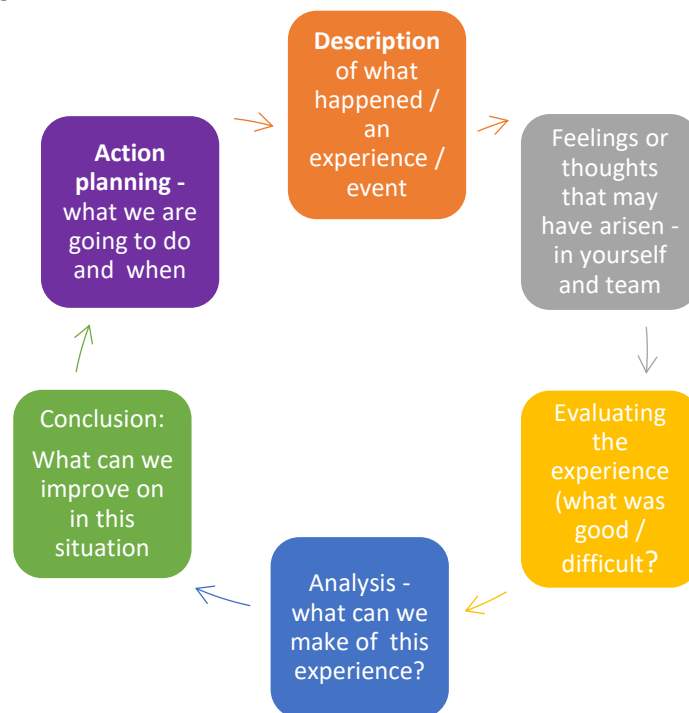 Description
of what
happened /
an
experience /
event
Feelings or
thoughts
that may
have arisen -
in yourself
and team
Evaluating
the
experience
(what was
good /
difficult?
Analysis -
what can we
make of this
experience?
Conclusion:
What can we
improve on
in this
situation
Action
planning -
what we are
going to do
and when